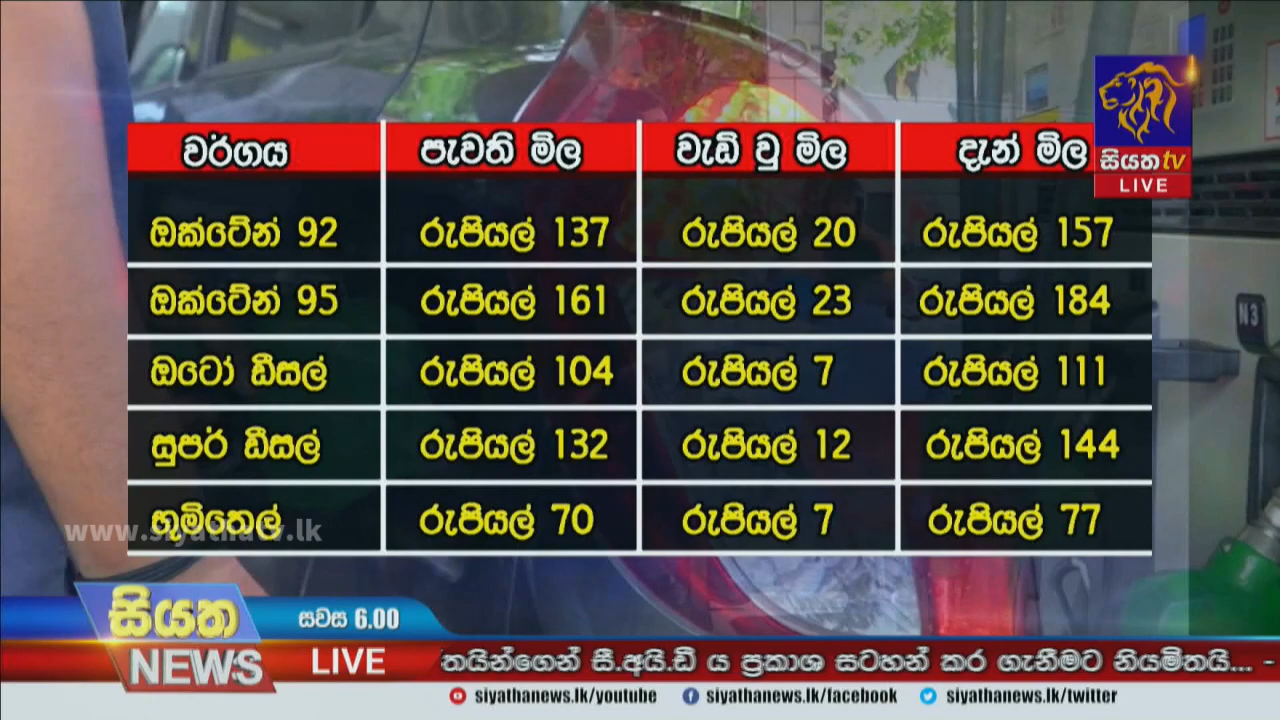 වර්ගය පැවති මිල වැඩි වූ මිල දැන් මිල
ඔක්ටේන් 92 රුපියල් 137 රුපියල් 20 රුපියල් 157
ඔක්ටේන් 95 රුපියල් 161 රුපියල් 23 රුපියල් 184
ඔටෝ ඩීසල් රුපියල් 104 රුපියල් 7 රුපියල් 111
සුපර් ඩීසල් රුපියල් 132 රුපියල් 12 රුපියල් 144
භූමිතෙල් රුපියල් 70 රුපියල් 7 රුපියල් 77
සියත tv
LIVE
N3
www.siyathatv.lk
සියත
NEWS
සවස 6.00
LIVE
තයින්ගෙන් සී.අයි.ඩී ය ප්‍රකාශ සටහන් කර ගැනීමට නියමිතයි... -
siyathanews.lk/youtube siyathanews.lk/facebook siyathanews.lk/twitter